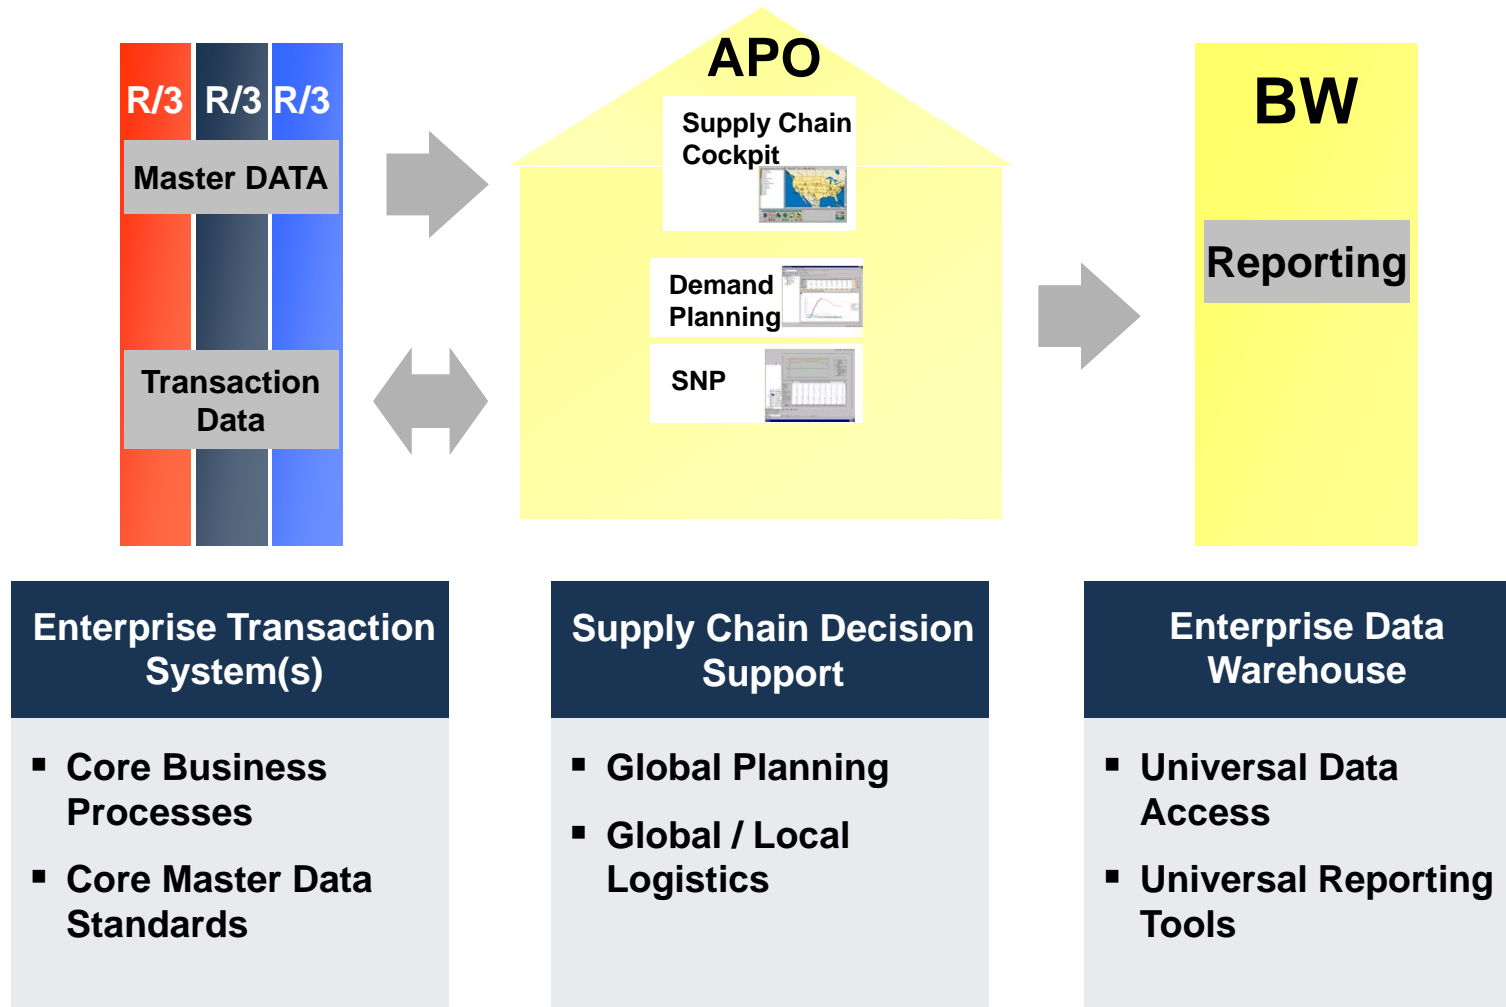 R/3 R/3 R/3
Master DATA
Transaction
Data
APO
Supply Chain
Cockpit
Demand
Planning
SNP
BW
Reporting
Enterprise Transaction
System(s)
▪ Core Business
Processes
▪ Core Master Data
Standards
Supply Chain Decision
Support
▪ Global Planning
▪ Global / Local
Logistics
Enterprise Data
Warehouse
▪ Universal Data
Access
▪ Universal Reporting
Tools